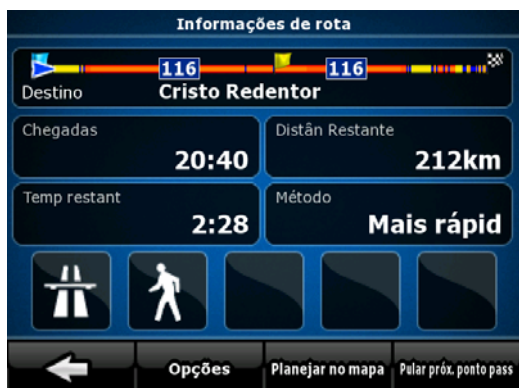 Informações de rota
116 116
Destino Cristo Redentor
Chegadas Distân Restante
20:40 212km
Temp restant Método
2:28 Mais rápid
Opções Planejar no mapa Pular próx. ponto pass